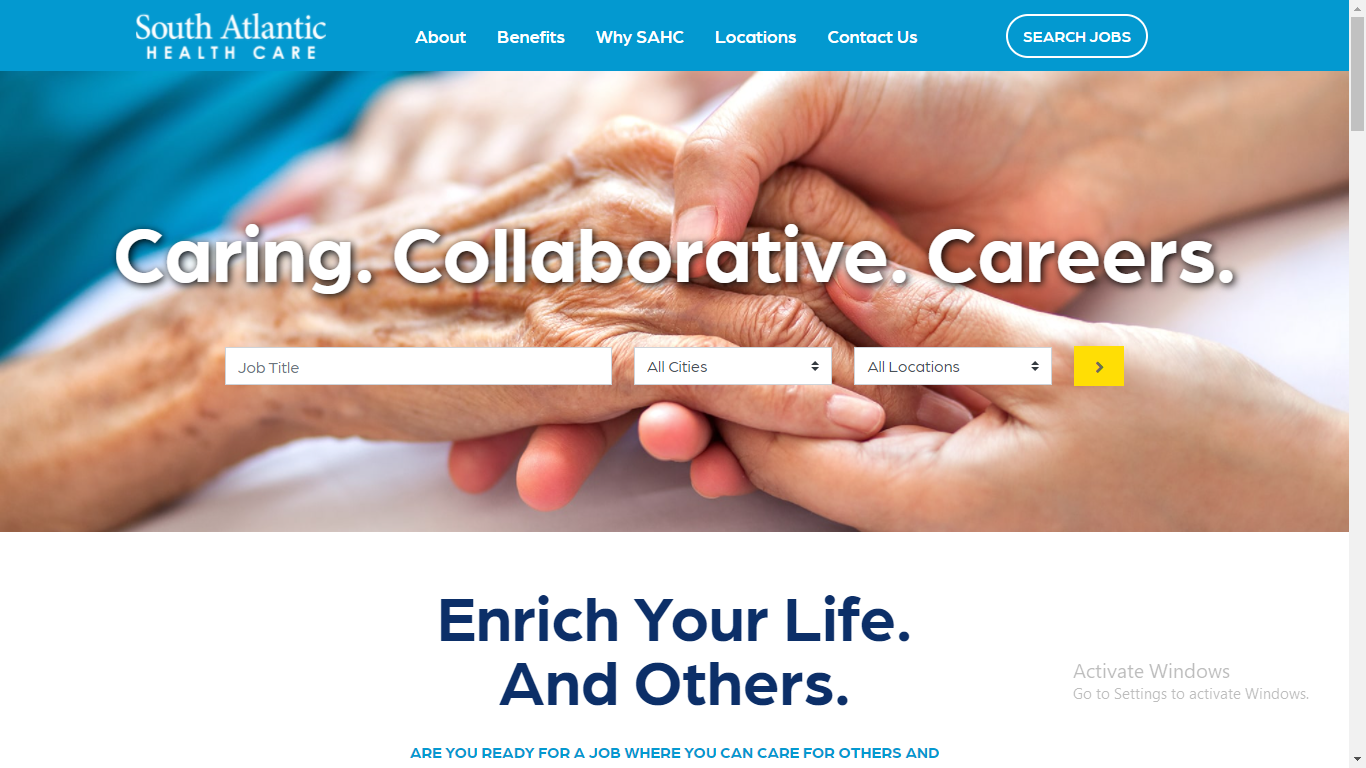 South Atlantic
HEALTH CARE
About
Benefits
Why SAHC
Locations
Contact Us
SEARCH JOBS
Caring. Collaborative. Careers.
Job Title
All Cities
All Locations
Enrich Your Life.
And Others.
Activate Windows
Go to Settings to activate Windows.
ARE YOU READY FOR A JOB WHERE YOU CAN CARE FOR OTHERS AND